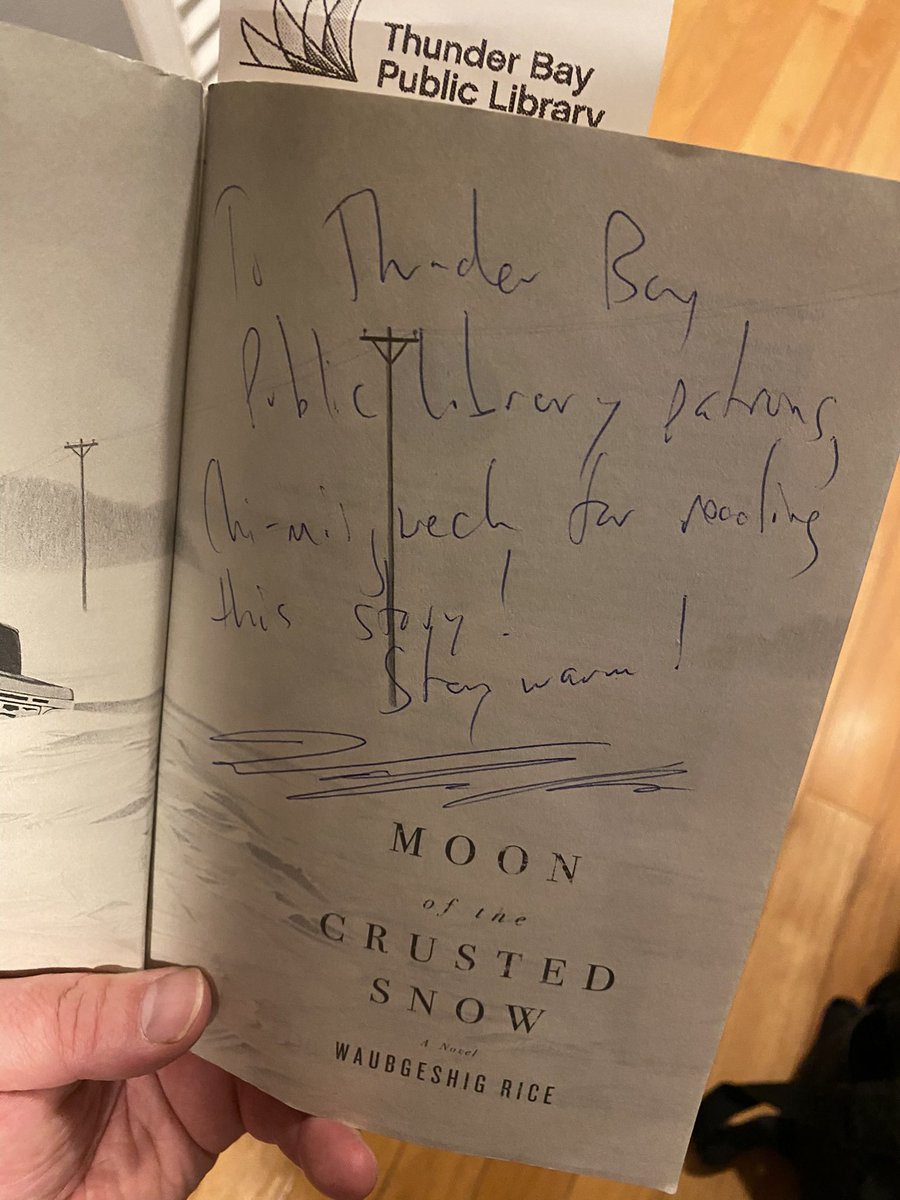 Thunder Bay
Public Library
To Thunder Bay
Public Library patrons,
Chi-miigwech for reading
this story!
Stay warm!
MOON
of the
CRUSTED
SNOW
A Novel
WAUBGESHIG RICE